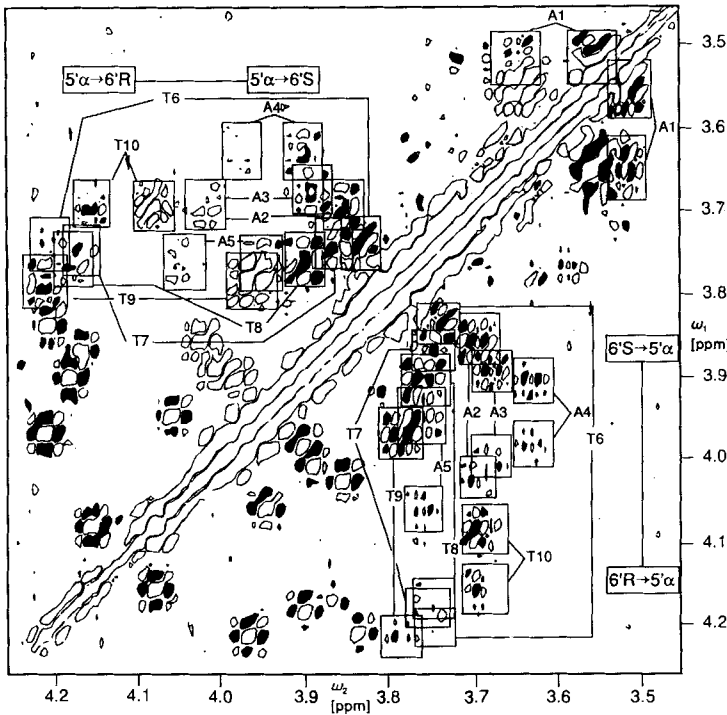 A1
3.5
5'α→6'R
5'α→6'S
T6
A4
A1
3.6
T10
A3
A2
3.7
A5
T9
T8
T7
3.8
ω₁
[ppm]
6'S→5'α
3.9
T7
A2
A3
A4
T6
4.0
A5
T9
T8
T10
4.1
6'R→5'α
4.2
4.2
4.1
4.0
3.9
3.8
3.7
3.6
3.5
ω₂
[ppm]